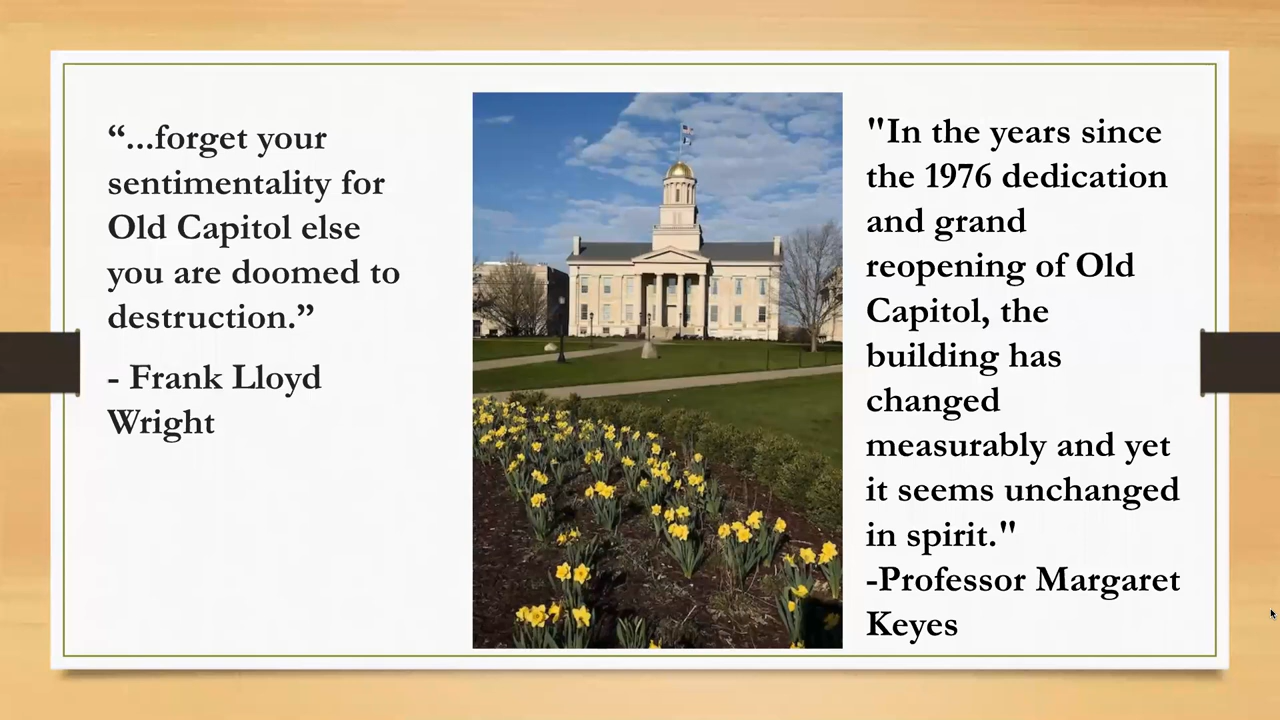 “...forget your
sentimentality for
Old Capitol else
you are doomed to
destruction.”
- Frank Lloyd
Wright
"In the years since
the 1976 dedication
and grand
reopening of Old
Capitol, the
building has
changed
measurably and yet
it seems unchanged
in spirit."
-Professor Margaret
Keyes